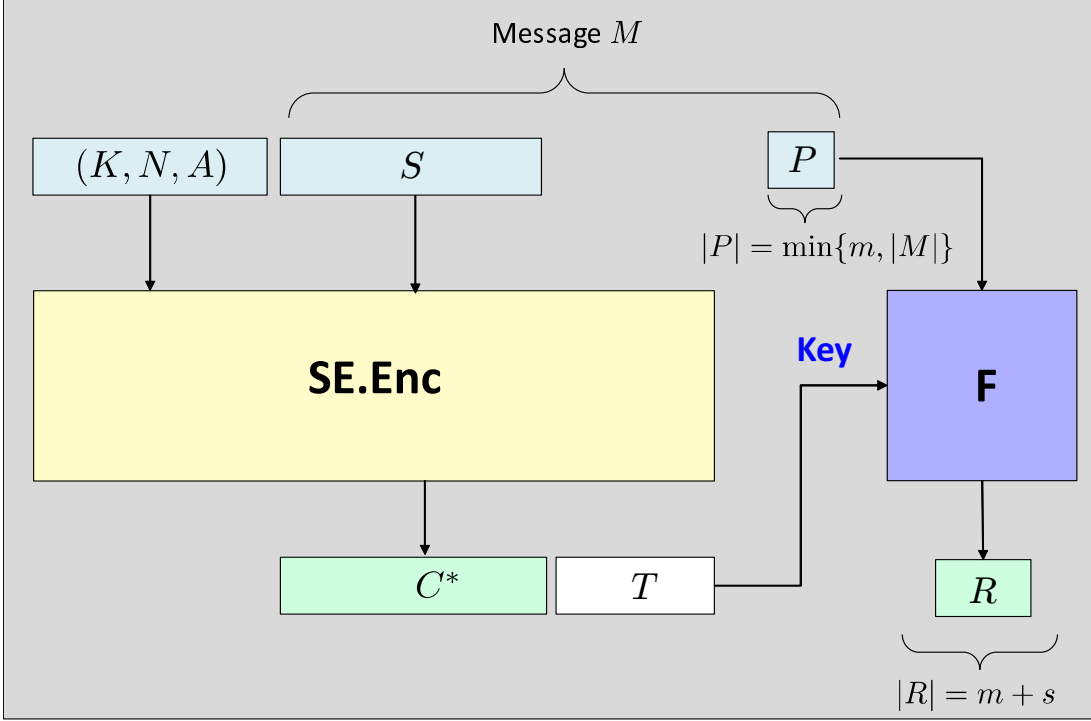 Message M
(K, N, A)
S
P
|P| = min{m, |M|}
SE.Enc
Key
F
C*
T
R
|R| = m + s